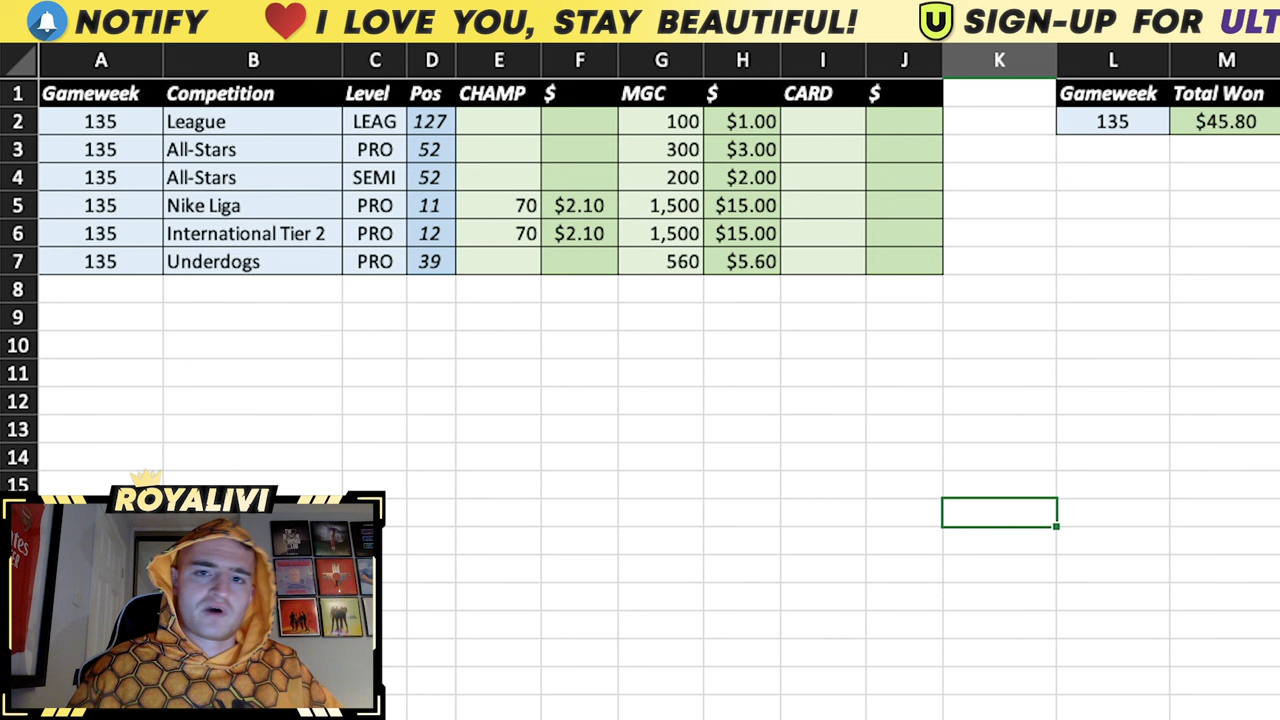 NOTIFY I LOVE YOU, STAY BEAUTIFUL! U SIGN-UP FOR ULT
A B C D E F G H I J K L M
1 Gameweek Competition Level Pos CHAMP $ MGC $ CARD $ Gameweek Total Won
2 135 League LEAG 127 100 $1.00 135 $45.80
3 135 All-Stars PRO 52 300 $3.00
4 135 All-Stars SEMI 52 200 $2.00
5 135 Nike Liga PRO 11 70 $2.10 1,500 $15.00
6 135 International Tier 2 PRO 12 70 $2.10 1,500 $15.00
7 135 Underdogs PRO 39 560 $5.60
8
9
10
11
12
13
14
15
ROYALIVI